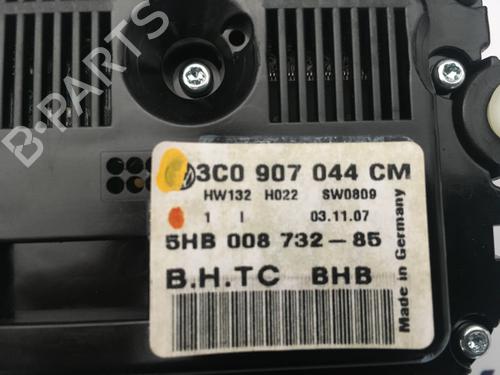 B-PARTS
3C0 907 044 CM
HW132 H022 SW0809
1 I 03.11.07
5HB 008 732-85
B.H.TC BHB
Made in Germany